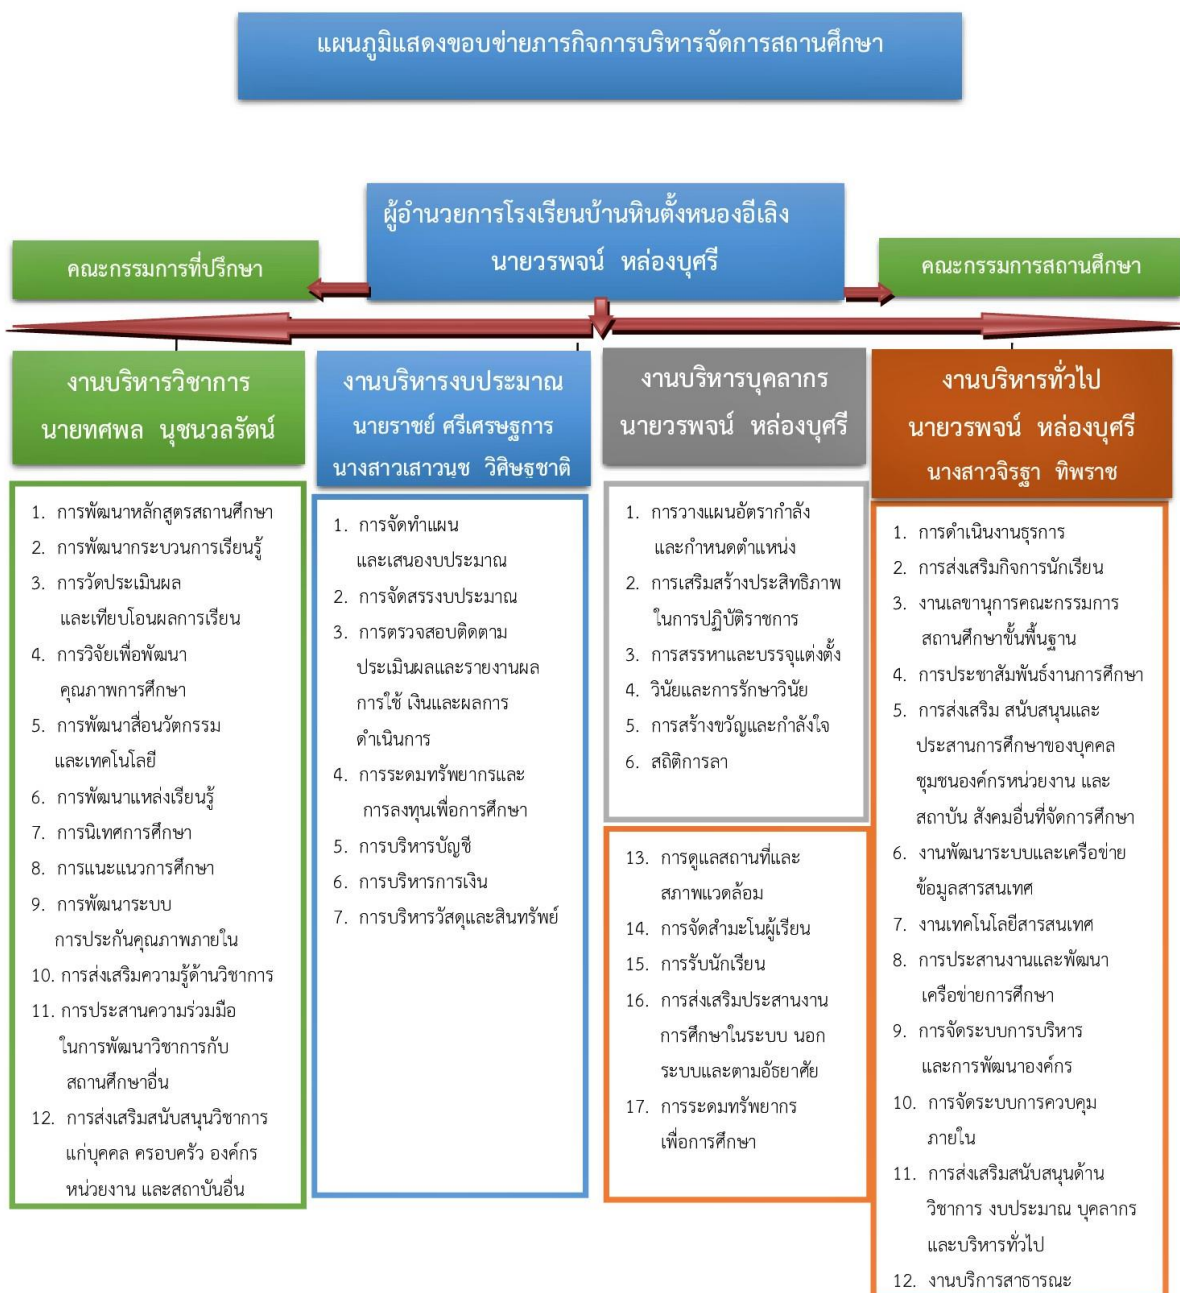 แผนภูมิแสดงขอบข่ายภารกิจการบริหารจัดการสถานศึกษา
ผู้อำนวยการโรงเรียนบ้านหินตั้งหนองอีเลิง
นายวรพจน์ หล่องบุศรี
คณะกรรมการที่ปรึกษา
คณะกรรมการสถานศึกษา
งานบริหารวิชาการ
นายทศพล นุชนวลรัตน์
1. การพัฒนาหลักสูตรสถานศึกษา
2. การพัฒนากระบวนการเรียนรู้
3. การวัดประเมินผล
และเทียบโอนผลการเรียน
4. การวิจัยเพื่อพัฒนา
คุณภาพการศึกษา
5. การพัฒนาสื่อนวัตกรรม
และเทคโนโลยี
6. การพัฒนาแหล่งเรียนรู้
7. การนิเทศการศึกษา
8. การแนะแนวการศึกษา
9. การพัฒนาระบบ
การประกันคุณภาพภายใน
10. การส่งเสริมความรู้ด้านวิชาการ
11. การประสานความร่วมมือ
ในการพัฒนาวิชาการกับ
สถานศึกษาอื่น
12. การส่งเสริมสนับสนุนวิชาการ
แก่บุคคล ครอบครัว องค์กร
หน่วยงาน และสถาบันอื่น
งานบริหารงบประมาณ
นายราชย์ ศรีเศรษฐการ
นางสาวเสาวนุช วิศิษฐชาติ
1. การจัดทำแผน
และเสนองบประมาณ
2. การจัดสรรงบประมาณ
3. การตรวจสอบติดตาม
ประเมินผลและรายงานผล
การใช้ เงินและผลการ
ดำเนินการ
4. การระดมทรัพยากรและ
การลงทุนเพื่อการศึกษา
5. การบริหารบัญชี
6. การบริหารการเงิน
7. การบริหารวัสดุและสินทรัพย์
งานบริหารบุคลากร
นายวรพจน์ หล่องบุศรี
1. การวางแผนอัตรากำลัง
และกำหนดตำแหน่ง
2. การเสริมสร้างประสิทธิภาพ
ในการปฏิบัติราชการ
3. การสรรหาและบรรจุแต่งตั้ง
4. วินัยและการรักษาวินัย
5. การสร้างขวัญและกำลังใจ
6. สถิติการลา
งานบริหารทั่วไป
นายวรพจน์ หล่องบุศรี
นางสาวจิรฐา ทิพราช
1. การดำเนินงานธุรการ
2. การส่งเสริมกิจการนักเรียน
3. งานเลขานุการคณะกรรมการ
สถานศึกษาขั้นพื้นฐาน
4. การประชาสัมพันธ์งานการศึกษา
5. การส่งเสริม สนับสนุนและ
ประสานการศึกษาของบุคคล
ชุมชนองค์กรหน่วยงาน และ
สถาบัน สังคมอื่นที่จัดการศึกษา
6. งานพัฒนาระบบและเครือข่าย
ข้อมูลสารสนเทศ
7. งานเทคโนโลยีสารสนเทศ
8. การประสานงานและพัฒนา
เครือข่ายการศึกษา
9. การจัดระบบการบริหาร
และการพัฒนาองค์กร
10. การจัดระบบการควบคุม
ภายใน
11. การส่งเสริมสนับสนุนด้าน
วิชาการ งบประมาณ บุคลากร
และบริหารทั่วไป
12. งานบริการสาธารณะ
13. การดูแลสถานที่และ
สภาพแวดล้อม
14. การจัดสำมะโนผู้เรียน
15. การรับนักเรียน
16. การส่งเสริมประสานงาน
การศึกษาในระบบ นอก
ระบบและตามอัธยาศัย
17. การระดมทรัพยากร
เพื่อการศึกษา